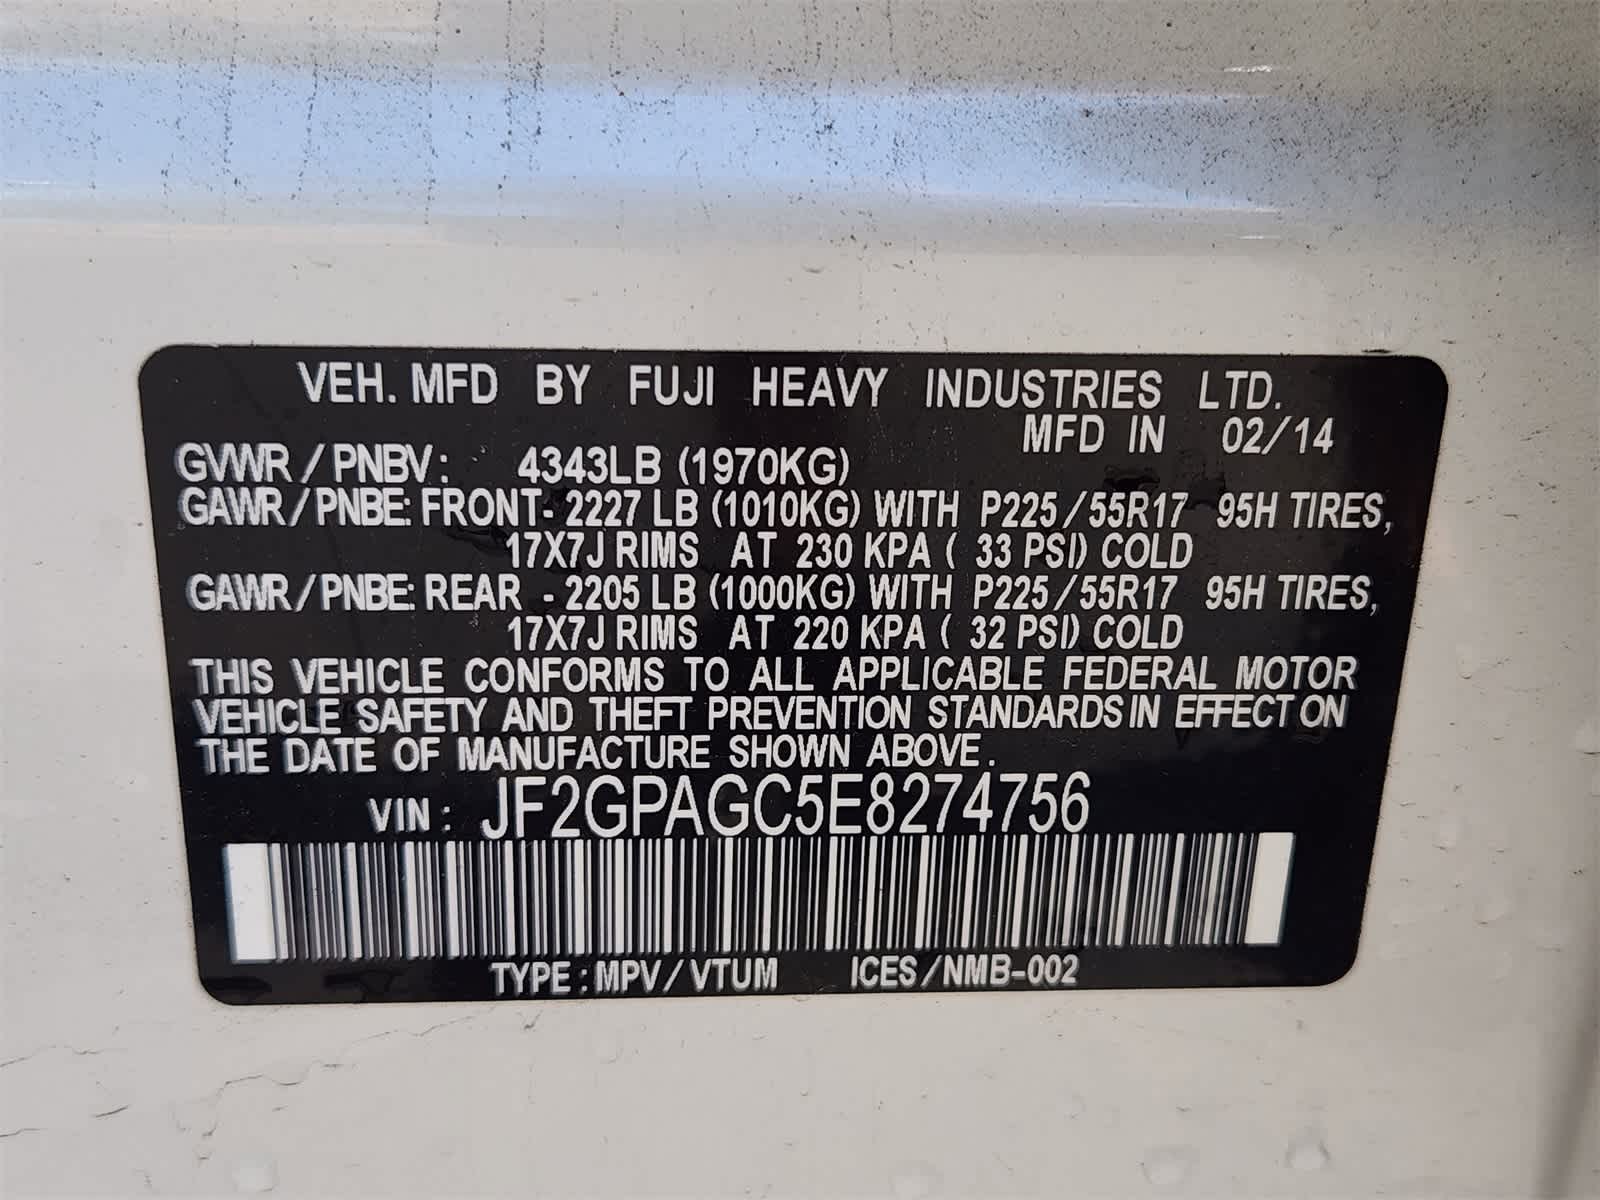 VEH. MFD BY FUJI HEAVY INDUSTRIES LTD.
MFD IN 02/14
GVWR/PNBV: 4343LB (1970KG)
GAWR/PNBE: FRONT- 2227 LB (1010KG) WITH P225/55R17 95H TIRES,
17X7J RIMS AT 230 KPA ( 33 PSI) COLD
GAWR/PNBE: REAR - 2205 LB (1000KG) WITH P225/55R17 95H TIRES,
17X7J RIMS AT 220 KPA ( 32 PSI) COLD
THIS VEHICLE CONFORMS TO ALL APPLICABLE FEDERAL MOTOR
VEHICLE SAFETY AND THEFT PREVENTION STANDARDS IN EFFECT ON
THE DATE OF MANUFACTURE SHOWN ABOVE.
VIN: JF2GPAGC5E8274756
TYPE: MPV/VTUM ICES/NMB-002